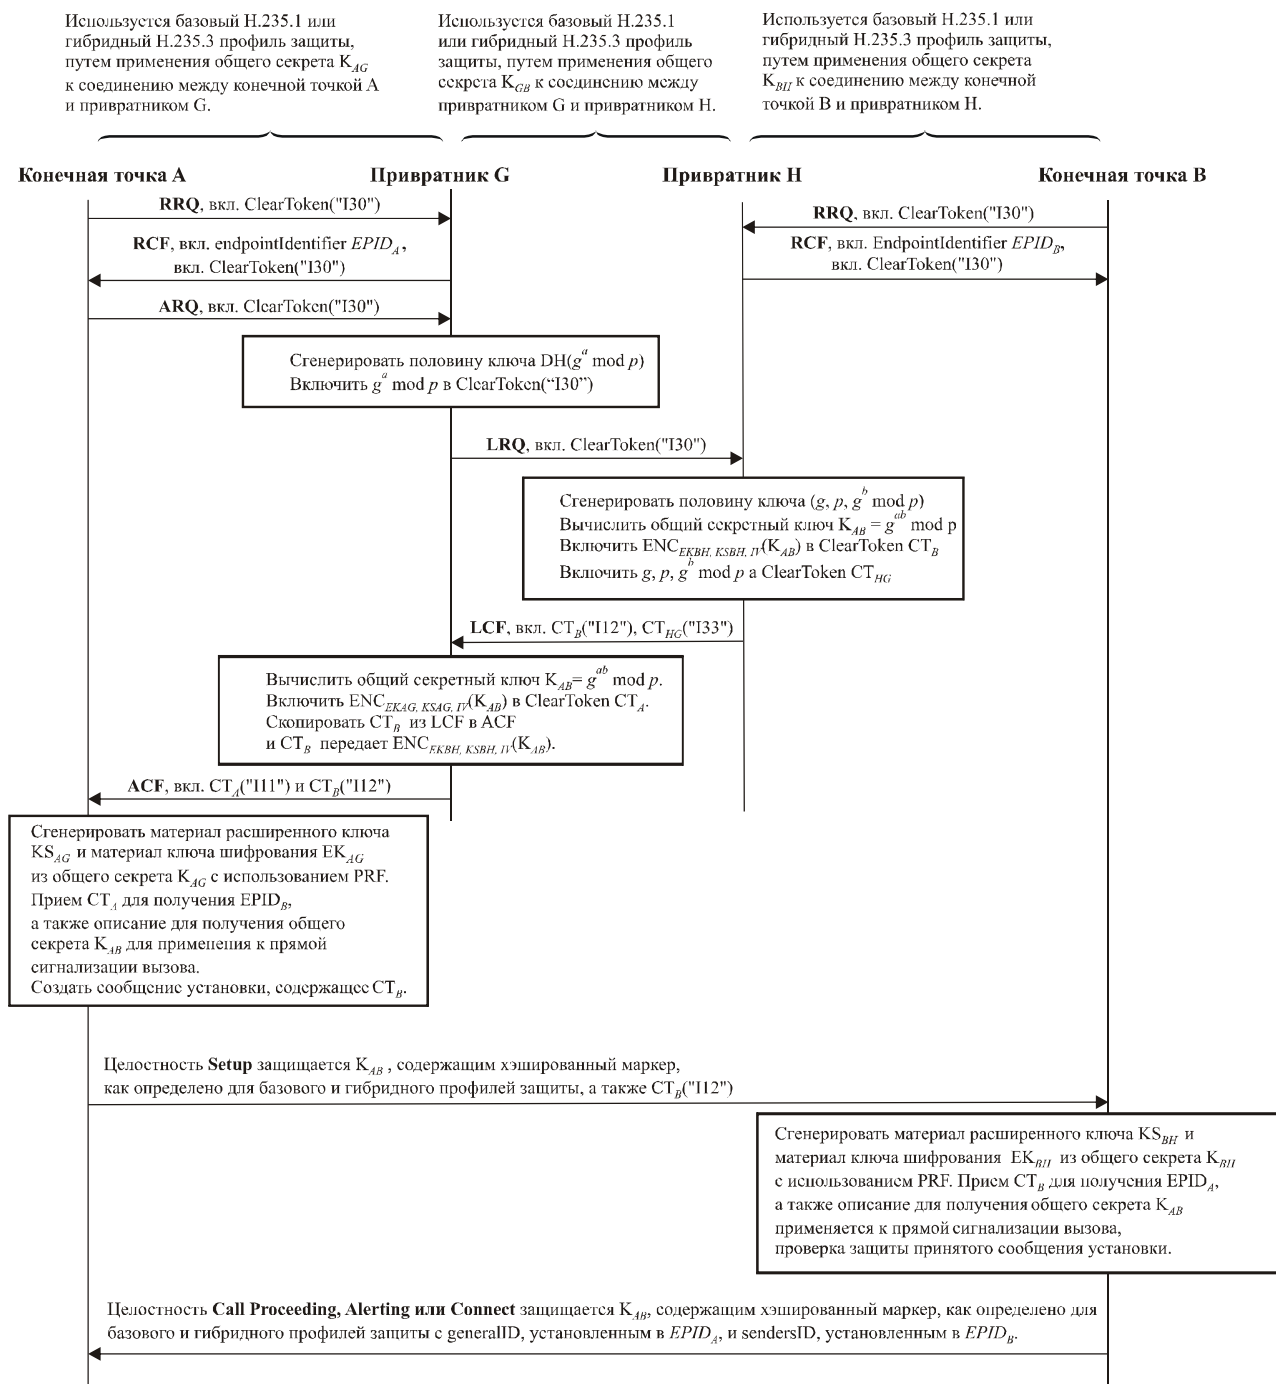 Используется базовый H.235.1 или
гибридный H.235.3 профиль защиты,
путем применения общего секрета K_AG
к соединению между конечной точкой A
и привратником G.
Используется базовый H.235.1
или гибридный H.235.3 профиль
защиты, путем применения общего
секрета K_GB к соединению между
привратником G и привратником H.
Используется базовый H.235.1 или
гибридный H.235.3 профиль защиты,
путем применения общего секрета
K_BH к соединению между конечной
точкой B и привратником H.
Конечная точка A
Привратник G
Привратник H
Конечная точка B
RRQ, вкл. ClearToken("I30")
RRQ, вкл. ClearToken("I30")
RCF, вкл. endpointIdentifier EPID_A,
вкл. ClearToken("I30")
RCF, вкл. EndpointIdentifier EPID_B,
вкл. ClearToken("I30")
ARQ, вкл. ClearToken("I30")
Сгенерировать половину ключа DH(g^a mod p)
Включить g^a mod p в ClearToken(“I30”)
LRQ, вкл. ClearToken("I30")
Сгенерировать половину ключа (g, p, g^b mod p)
Вычислить общий секретный ключ K_AB = g^ab mod p
Включить ENC_EKBH, KSBH, IV(K_AB) в ClearToken CT_B
Включить g, p, g^b mod p а ClearToken CT_HG
LCF, вкл. CT_B("I12"), CT_HG("I33")
Вычислить общий секретный ключ K_AB= g^ab mod p.
Включить ENC_EKAG, KSAG, IV(K_AB) в ClearToken CT_A.
Скопировать CT_B из LCF в ACF
и CT_B передает ENC_EKBH, KSBH, IV(K_AB).
ACF, вкл. CT_A("I11") и CT_B("I12")
Сгенерировать материал расширенного ключа
KS_AG и материал ключа шифрования EK_AG
из общего секрета K_AG с использованием PRF.
Прием CT_A для получения EPID_B,
а также описание для получения общего
секрета K_AB для применения к прямой
сигнализации вызова.
Создать сообщение установки, содержащее CT_B.
Целостность Setup защищается K_AB , содержащим хэшированный маркер,
как определено для базового и гибридного профилей защиты, а также CT_B("I12")
Сгенерировать материал расширенного ключа KS_BH и
материал ключа шифрования EK_BH из общего секрета K_BH
с использованием PRF. Прием CT_B для получения EPID_A,
а также описание для получения общего секрета K_AB
применяется к прямой сигнализации вызова,
проверка защиты принятого сообщения установки.
Целостность Call Proceeding, Alerting или Connect защищается K_AB, содержащим хэшированный маркер, как определено для
базового и гибридного профилей защиты с generalID, установленным в EPID_A, и sendersID, установленным в EPID_B.